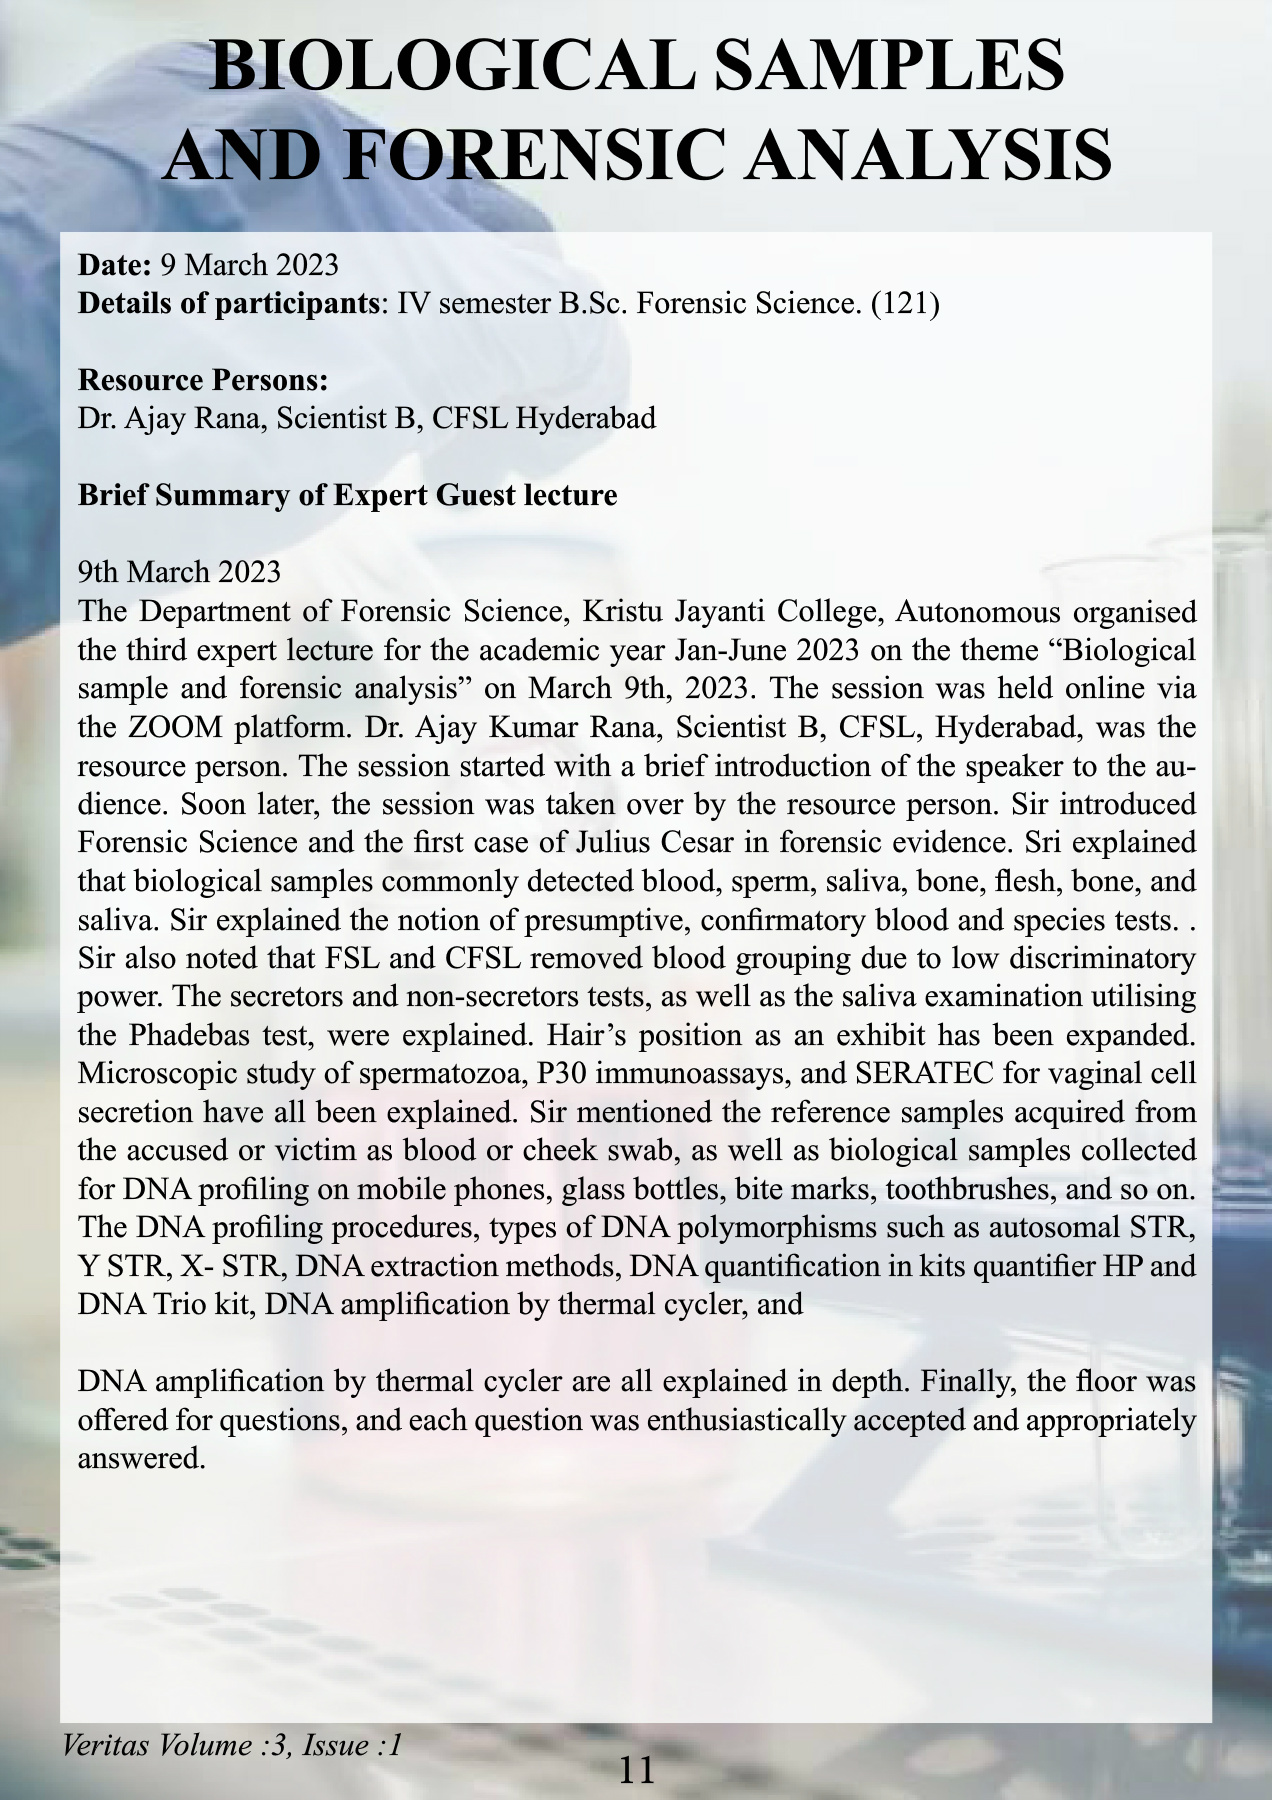 BIOLOGICAL SAMPLES
AND FORENSIC ANALYSIS
Date: 9 March 2023
Details of participants: IV semester B.Sc. Forensic Science. (121)
Resource Persons:
Dr. Ajay Rana, Scientist B, CFSL Hyderabad
Brief Summary of Expert Guest lecture
9th March 2023
The Department of Forensic Science, Kristu Jayanti College, Autonomous organised
the third expert lecture for the academic year Jan-June 2023 on the theme “Biological
sample and forensic analysis” on March 9th, 2023. The session was held online via
the ZOOM platform. Dr. Ajay Kumar Rana, Scientist B, CFSL, Hyderabad, was the
resource person. The session started with a brief introduction of the speaker to the au-
dience. Soon later, the session was taken over by the resource person. Sir introduced
Forensic Science and the first case of Julius Cesar in forensic evidence. Sri explained
that biological samples commonly detected blood, sperm, saliva, bone, flesh, bone, and
saliva. Sir explained the notion of presumptive, confirmatory blood and species tests. .
Sir also noted that FSL and CFSL removed blood grouping due to low discriminatory
power. The secretors and non-secretors tests, as well as the saliva examination utilising
the Phadebas test, were explained. Hair’s position as an exhibit has been expanded.
Microscopic study of spermatozoa, P30 immunoassays, and SERATEC for vaginal cell
secretion have all been explained. Sir mentioned the reference samples acquired from
the accused or victim as blood or cheek swab, as well as biological samples collected
for DNA profiling on mobile phones, glass bottles, bite marks, toothbrushes, and so on.
The DNA profiling procedures, types of DNA polymorphisms such as autosomal STR,
Y STR, X- STR, DNA extraction methods, DNA quantification in kits quantifier HP and
DNA Trio kit, DNA amplification by thermal cycler, and
DNA amplification by thermal cycler are all explained in depth. Finally, the floor was
offered for questions, and each question was enthusiastically accepted and appropriately
answered.
Veritas Volume :3, Issue :1
11